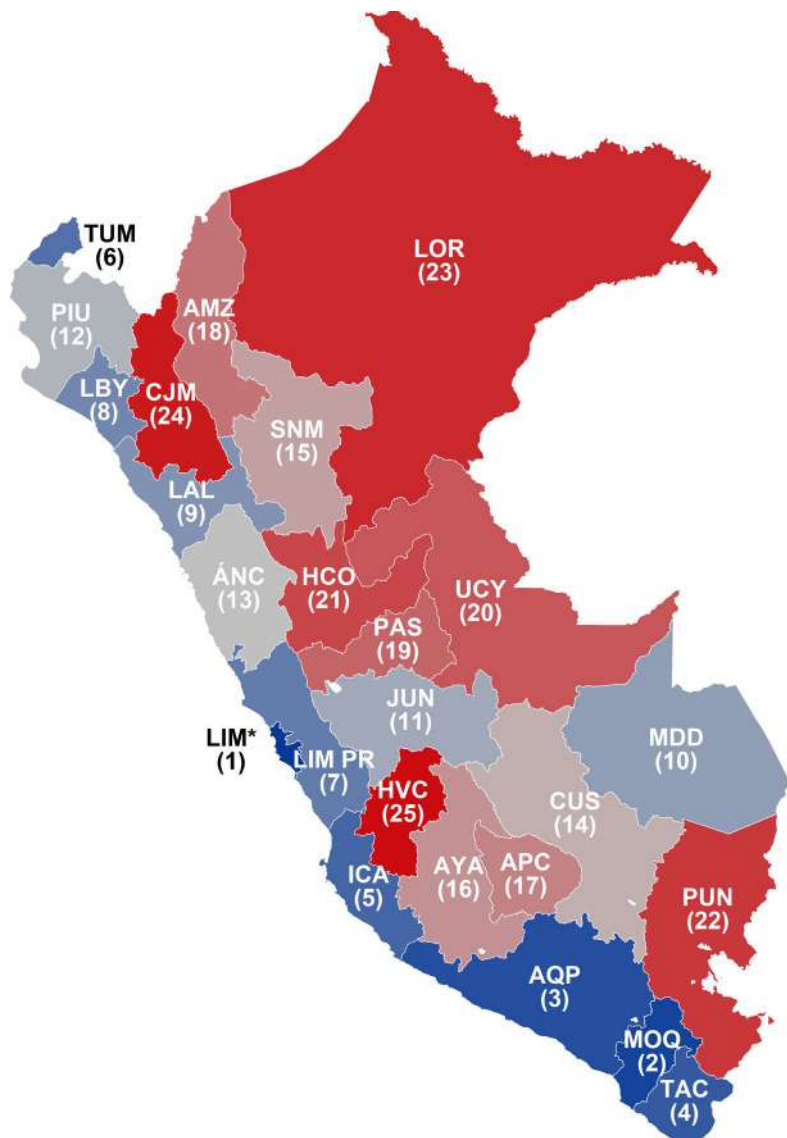 LOR
(23)
TUM
(6)
AMZ
(18)
PIU
(12)
LBY
(8)
CJM
(24)
SNM
(15)
LAL
(9)
ÁNC
(13)
HCO
(21)
UCY
(20)
PAS
(19)
JUN
(11)
LIM*
(1)
LIM PR
(7)
MDD
(10)
HVC
(25)
CUS
(14)
ICA
(5)
AYA
(16)
APC
(17)
PUN
(22)
AQP
(3)
MOQ
(2)
TAC
(4)